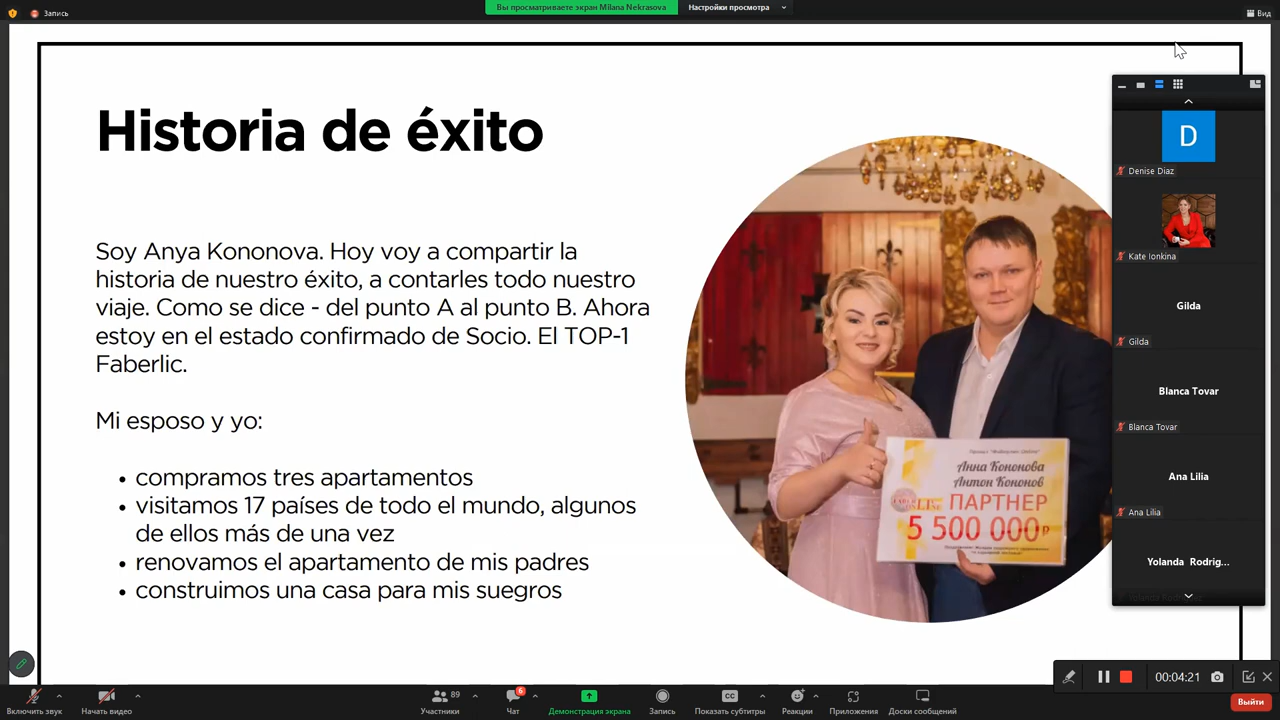 Запись
Вы просматриваете экран Milana Nekrasova
Настройки просмотра
Вид
Historia de éxito
Soy Anya Kononova. Hoy voy a compartir la
historia de nuestro éxito, a contarles todo nuestro
viaje. Como se dice - del punto A al punto B. Ahora
estoy en el estado confirmado de Socio. El TOP-1
Faberlic.
Mi esposo y yo:
• compramos tres apartamentos
• visitamos 17 países de todo el mundo, algunos
de ellos más de una vez
• renovamos el apartamento de mis padres
• construimos una casa para mis suegros
Анна Кононова
Антон Кононов
ПАРТНЕР
5 500 000₽
D
Denise Diaz
Kate Ionkina
Gilda
Gilda
Blanca Tovar
Blanca Tovar
Ana Lilia
Ana Lilia
Yolanda Rodrig...
00:04:21
Включить звук
Начать видео
89
Участники
6
Чат
Демонстрация экрана
Запись
CC
Показать субтитры
Реакции
Приложения
Доски сообщений
Выйти